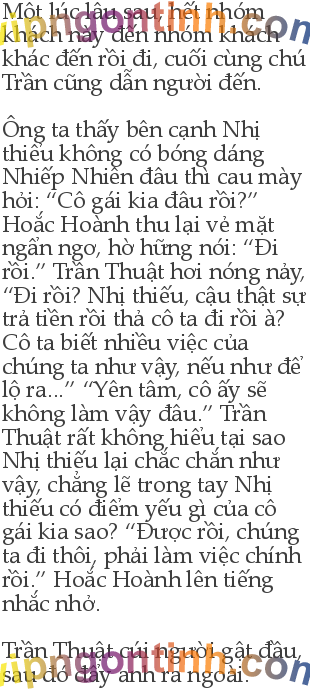 Một lúc lâu sau, hết nhóm
khách này đến nhóm khách
khác đến rồi đi, cuối cùng chú
Trần cũng dẫn người đến.
Ông ta thấy bên cạnh Nhị
thiếu không có bóng dáng
Nhiếp Nhiên đâu thì cau mày
hỏi: “Cô gái kia đâu rồi?”
Hoắc Hoành thu lại vẻ mặt
ngẩn ngơ, hờ hững nói: “Đi
rồi.” Trần Thuật hơi nóng nảy,
“Đi rồi? Nhị thiếu, cậu thật sự
trả tiền rồi thả cô ta đi rồi à?
Cô ta biết nhiều việc của
chúng ta như vậy, nếu như để
lộ ra...” “Yên tâm, cô ấy sẽ
không làm vậy đâu.” Trần
Thuật rất không hiểu tại sao
Nhị thiếu lại chắc chắn như
vậy, chẳng lẽ trong tay Nhị
thiếu có điểm yếu gì của cô
gái kia sao? “Được rồi, chúng
ta đi thôi, phải làm việc chính
rồi.” Hoắc Hoành lên tiếng
nhắc nhở.
Trần Thuật cúi người gật đầu,
sau đó đẩy anh ra ngoài.
vipngontinh.com
vipngontinh.com